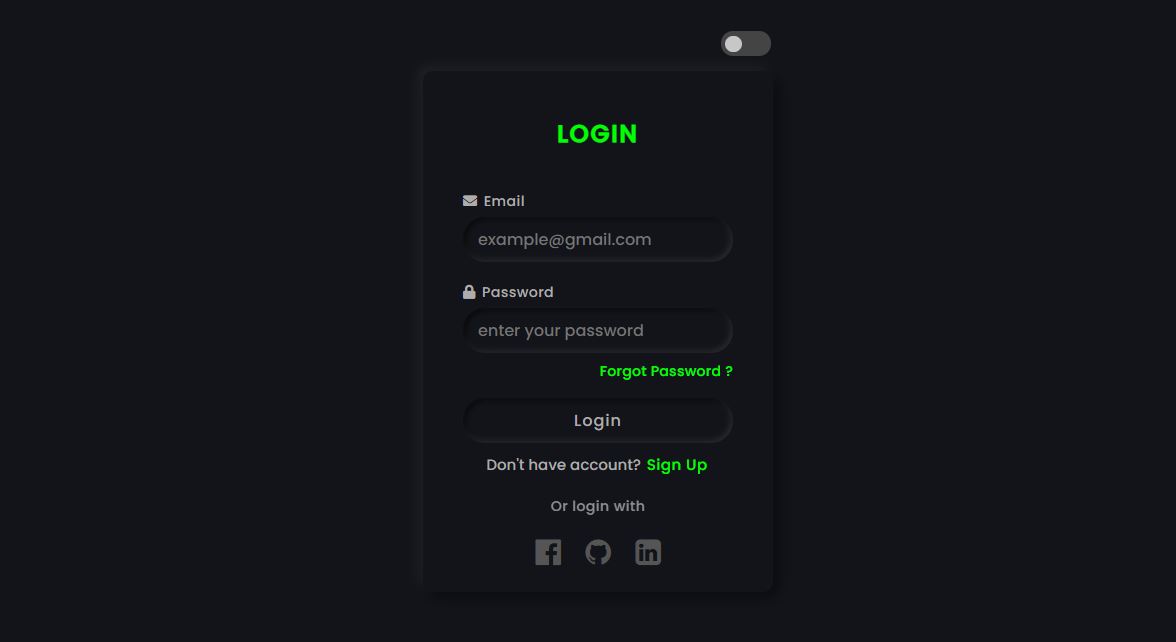 LOGIN
Email
example@gmail.com
Password
enter your password
Forgot Password ?
Login
Don't have account? Sign Up
Or login with